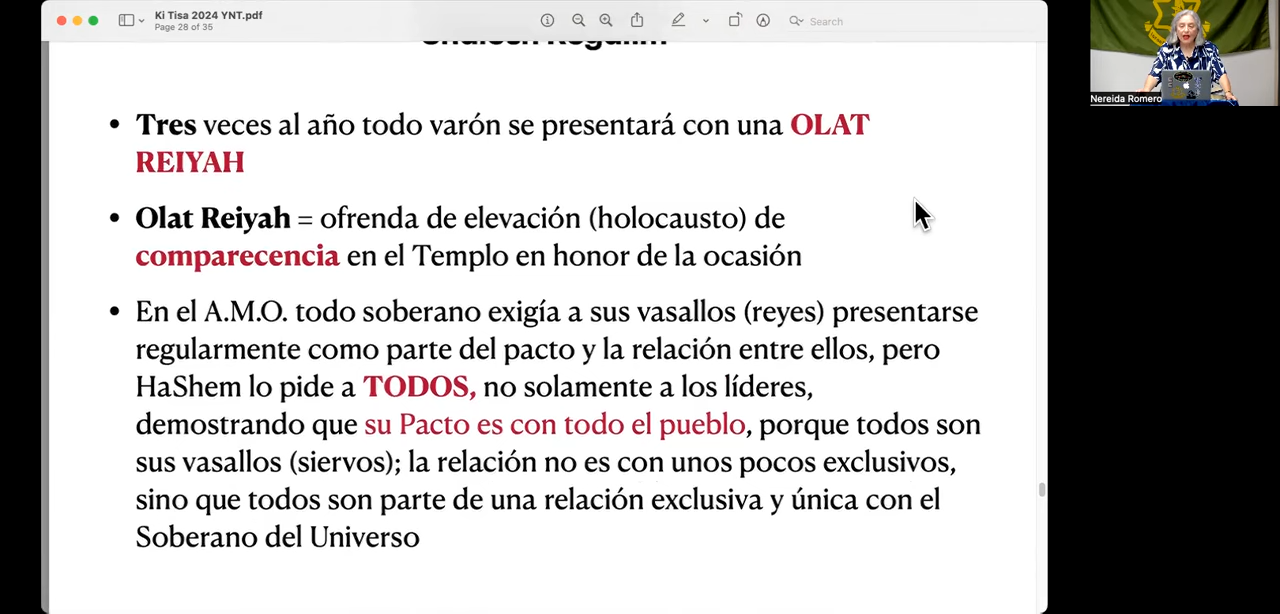 Ki Tisa 2024 YNT.pdf
Page 28 of 35
Search
Nereida Romero
Shalosh Regalim
• Tres veces al año todo varón se presentará con una OLAT
REIYAH
• Olat Reiyah = ofrenda de elevación (holocausto) de
comparecencia en el Templo en honor de la ocasión
• En el A.M.O. todo soberano exigía a sus vasallos (reyes) presentarse
regularmente como parte del pacto y la relación entre ellos, pero
HaShem lo pide a TODOS, no solamente a los líderes,
demostrando que su Pacto es con todo el pueblo, porque todos son
sus vasallos (siervos); la relación no es con unos pocos exclusivos,
sino que todos son parte de una relación exclusiva y única con el
Soberano del Universo